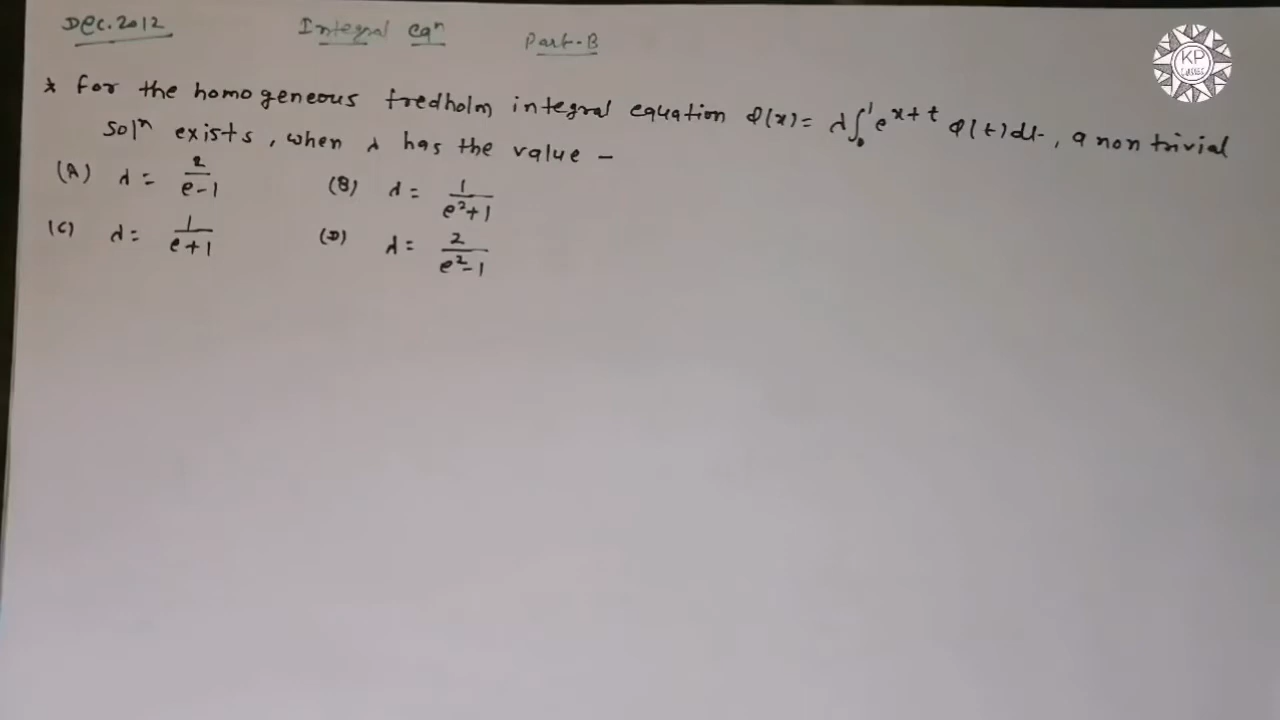 Dec. 2012 Integral eqn Part-B
KP
* For the homogeneous fredholm integral equation φ(x) = λ∫₀¹ e^{x+t} φ(t)dt, a non trivial
Solⁿ exists, when λ has the value –
(A) λ = 2/(e-1) (B) λ = 1/(e²+1)
(C) λ = 1/(e+1) (D) λ = 2/(e²-1)